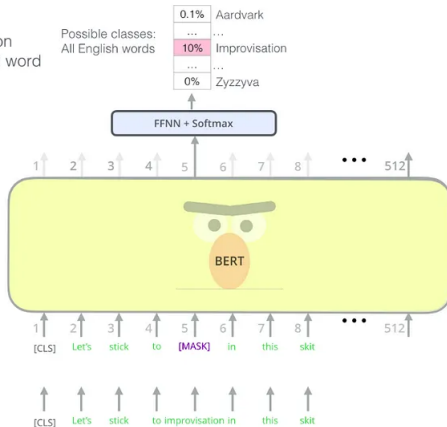 on
word
Possible classes:
All English words
0.1% Aardvark
... ...
10% Improvisation
... ...
0% Zyzzyva
FFNN + Softmax
1 2 3 4 5 6 7 8 ••• 512
BERT
1 2 3 4 5 6 7 8 ••• 512
[CLS] Let's stick to [MASK] in this skit
[CLS] Let's stick to improvisation in this skit